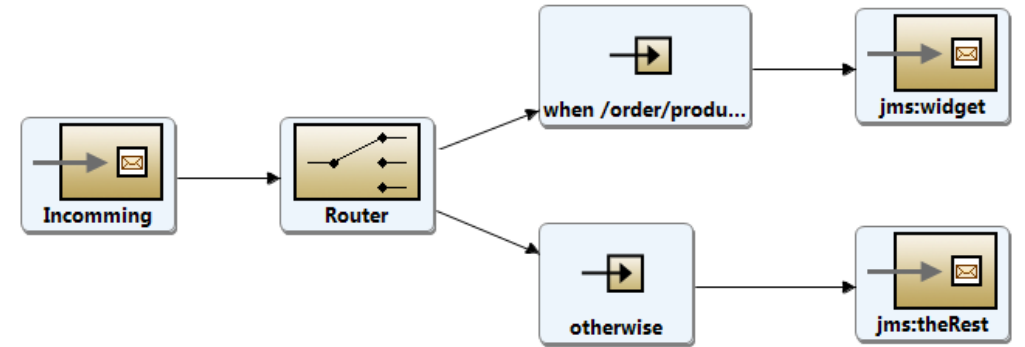 when /order/produ...
jms:widget
Incomming
Router
otherwise
jms:theRest